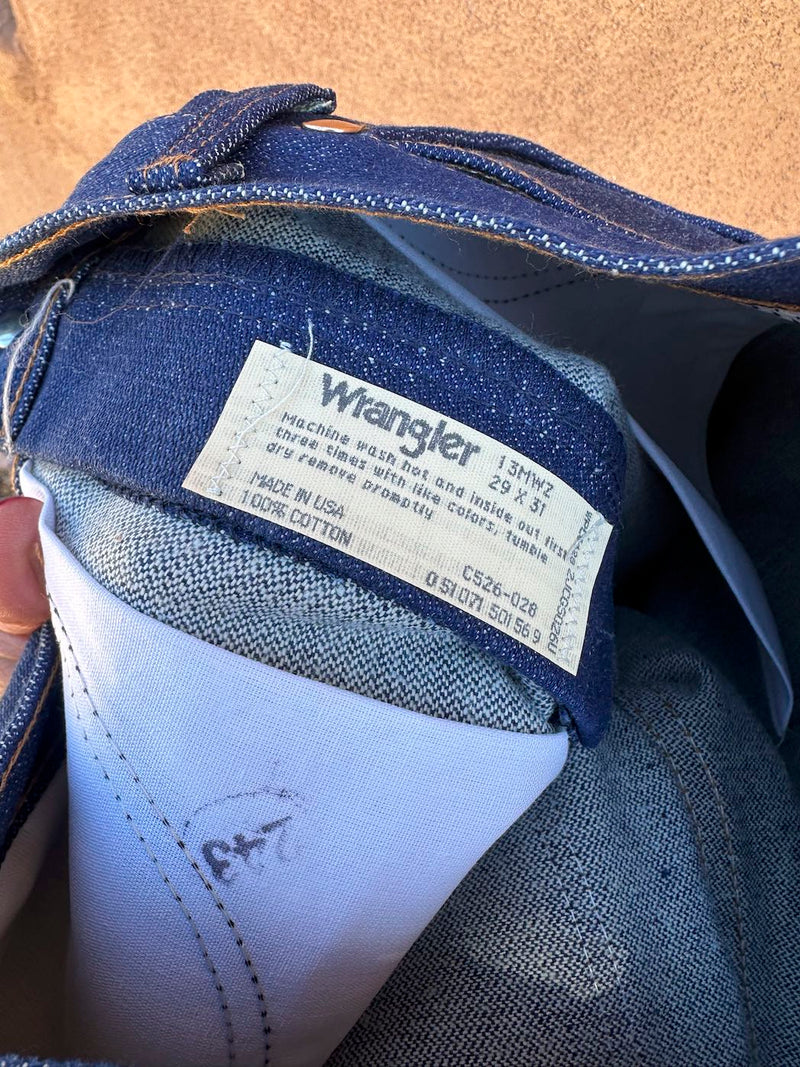 Wrangler
13MWZ
29 X 31
Machine wash hot and inside out first
three times with like colors, tumble
dry remove promptly
MADE IN USA
100% COTTON
C526-028
0 51071 50156 9